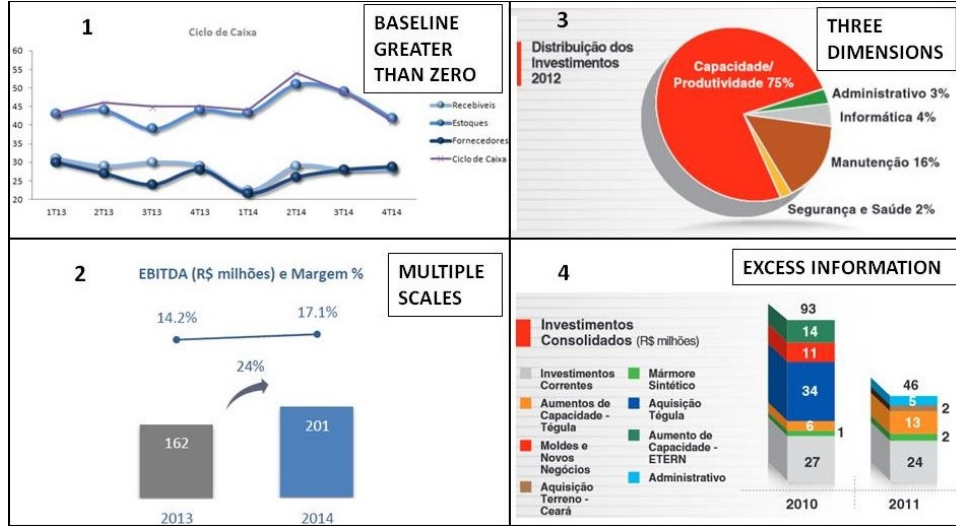 1
Ciclo de Caixa
BASELINE
GREATER
THAN ZERO
60
55
50
45
40
35
30
25
20
Recebíveis
Estoques
Fornecedores
Ciclo de Caixa
1T13 2T13 3T13 4T13 1T14 2T14 3T14 4T14
3
THREE
DIMENSIONS
Distribuição dos
Investimentos
2012
Capacidade/
Produtividade 75%
Administrativo 3%
Informática 4%
Manutenção 16%
Segurança e Saúde 2%
2
EBITDA (R$ milhões) e Margem %
MULTIPLE
SCALES
14.2%
17.1%
24%
162
201
2013 2014
4
EXCESS INFORMATION
Investimentos
Consolidados (R$ milhões)
Investimentos
Correntes
Aumentos de
Capacidade -
Tégula
Moldes e
Novos
Negócios
Aquisição
Terreno -
Ceará
Mármore
Sintético
Aquisição
Tégula
Aumento de
Capacidade -
ETERN
Administrativo
93
14
11
34
6
1
27
2010
46
5
2
13
2
24
2011